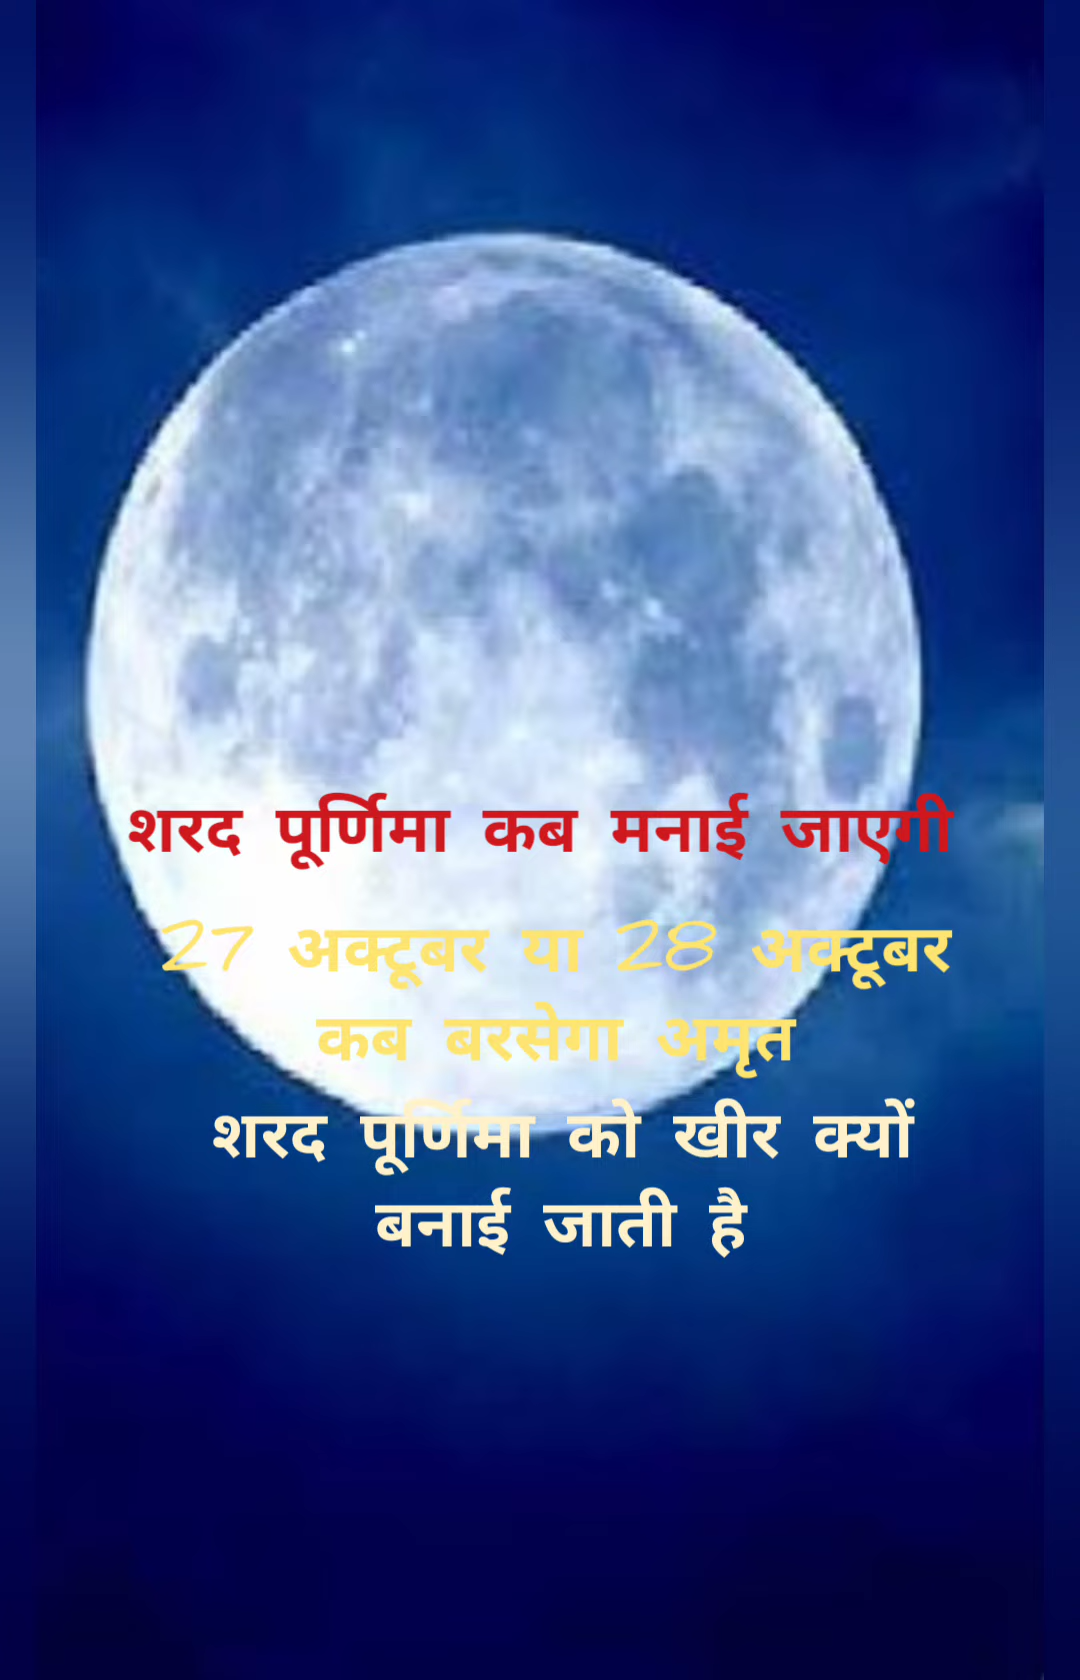 शरद पूर्णिमा कब मनाई जाएगी
27 अक्टूबर या 28 अक्टूबर
कब बरसेगा अमृत
शरद पूर्णिमा को खीर क्यों
बनाई जाती है